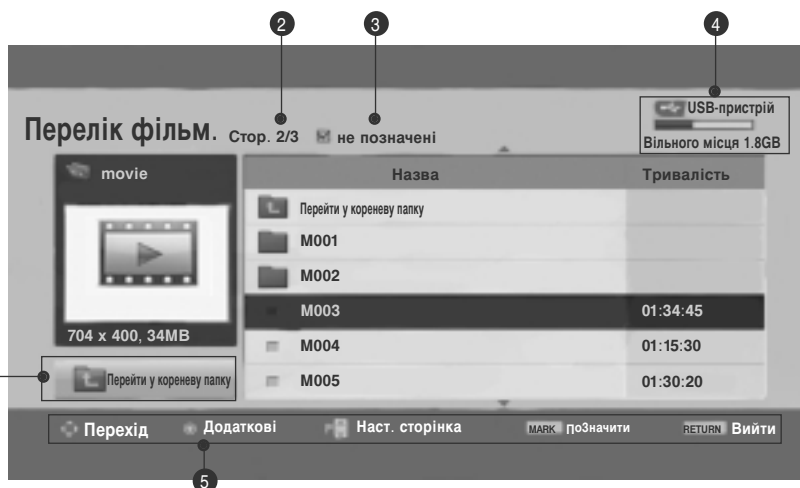 2 3 4
USB-пристрій
Перелік фільм. Стор. 2/3 не позначені
Вільного місця 1.8GB
movie
Назва Тривалість
Перейти у кореневу папку
M001
M002
M003 01:34:45
704 x 400, 34MB
M004 01:15:30
Перейти у кореневу папку
M005 01:30:20
Перехід Додаткові Наст. сторінка MARK по3начити RETURN Вийти
5